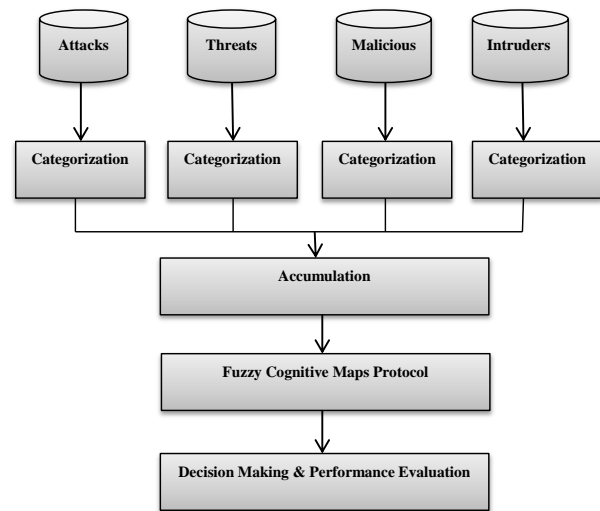 Attacks
Threats
Malicious
Intruders
Categorization
Categorization
Categorization
Categorization
Accumulation
Fuzzy Cognitive Maps Protocol
Decision Making & Performance Evaluation